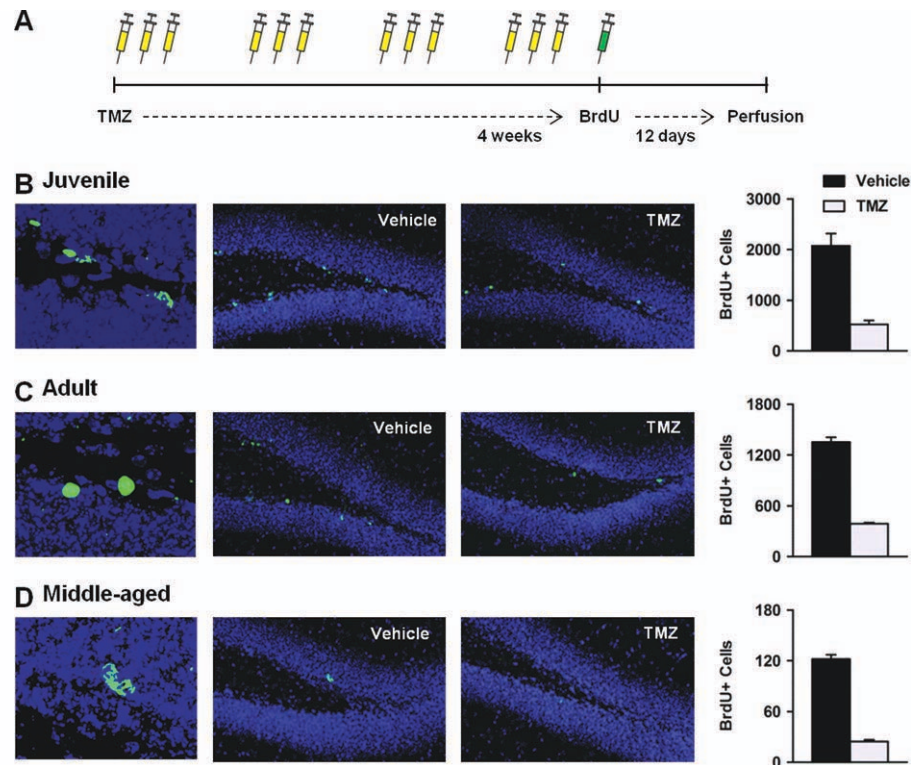 A
TMZ
4 weeks
BrdU
12 days
Perfusion
B Juvenile
Vehicle
TMZ
Vehicle
TMZ
3000
2000
1000
0
BrdU+ Cells
C Adult
Vehicle
TMZ
1800
1200
600
0
BrdU+ Cells
D Middle-aged
Vehicle
TMZ
180
120
60
0
BrdU+ Cells